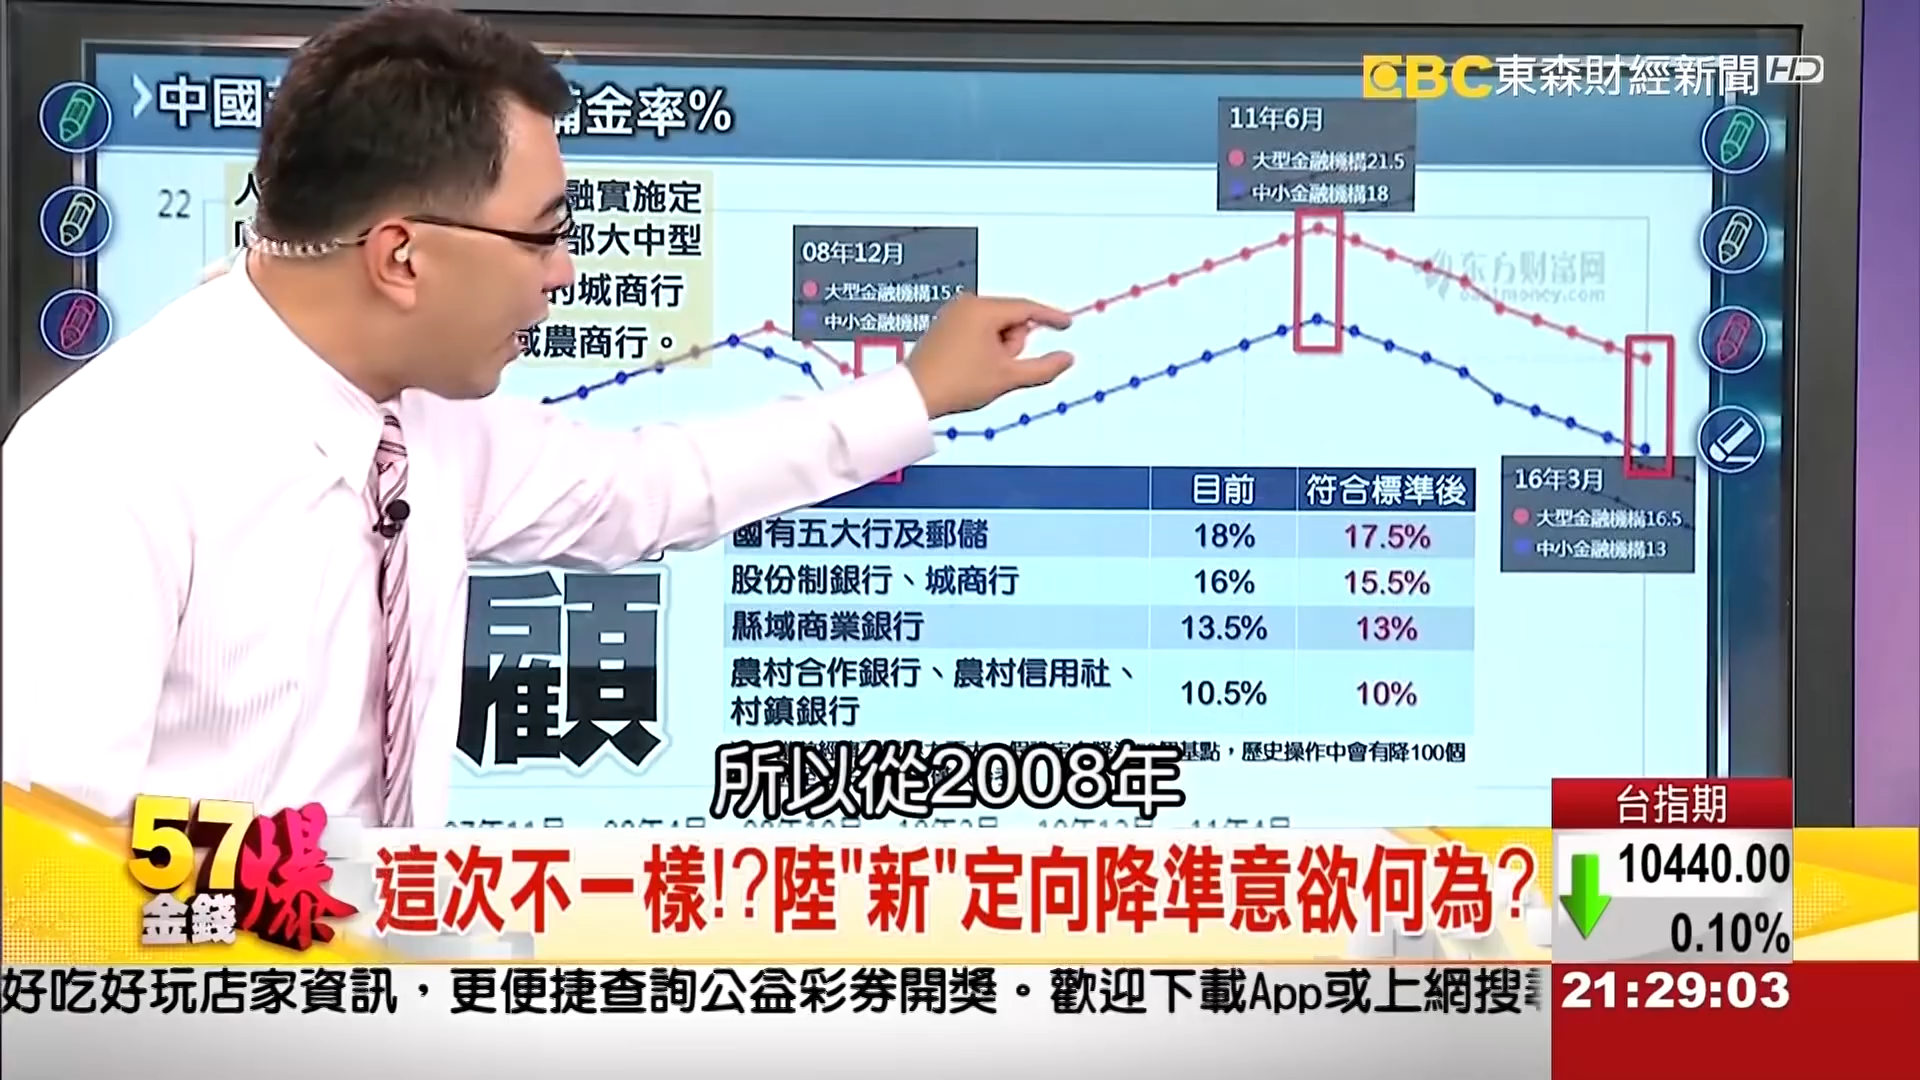 EBC東森財經新聞HD
中國
備金率%
22
融實施定
部大中型
的城商行
域農商行。
08年12月
大型金融機構15.5
中小金融機構
11年6月
大型金融機構21.5
中小金融機構18
东方财富网
eastmoney.com
16年3月
大型金融機構16.5
中小金融機構13
目前 符合標準後
國有五大行及郵儲 18% 17.5%
股份制銀行、城商行 16% 15.5%
縣域商業銀行 13.5% 13%
農村合作銀行、農村信用社、
村鎮銀行 10.5% 10%
基點，歷史操作中會有降100個
顧
所以從2008年
57金錢爆
這次不一樣!?陸"新"定向降準意欲何為?
台指期
10440.00
0.10%
好吃好玩店家資訊，更便捷查詢公益彩券開獎。歡迎下載App或上網搜
21:29:03